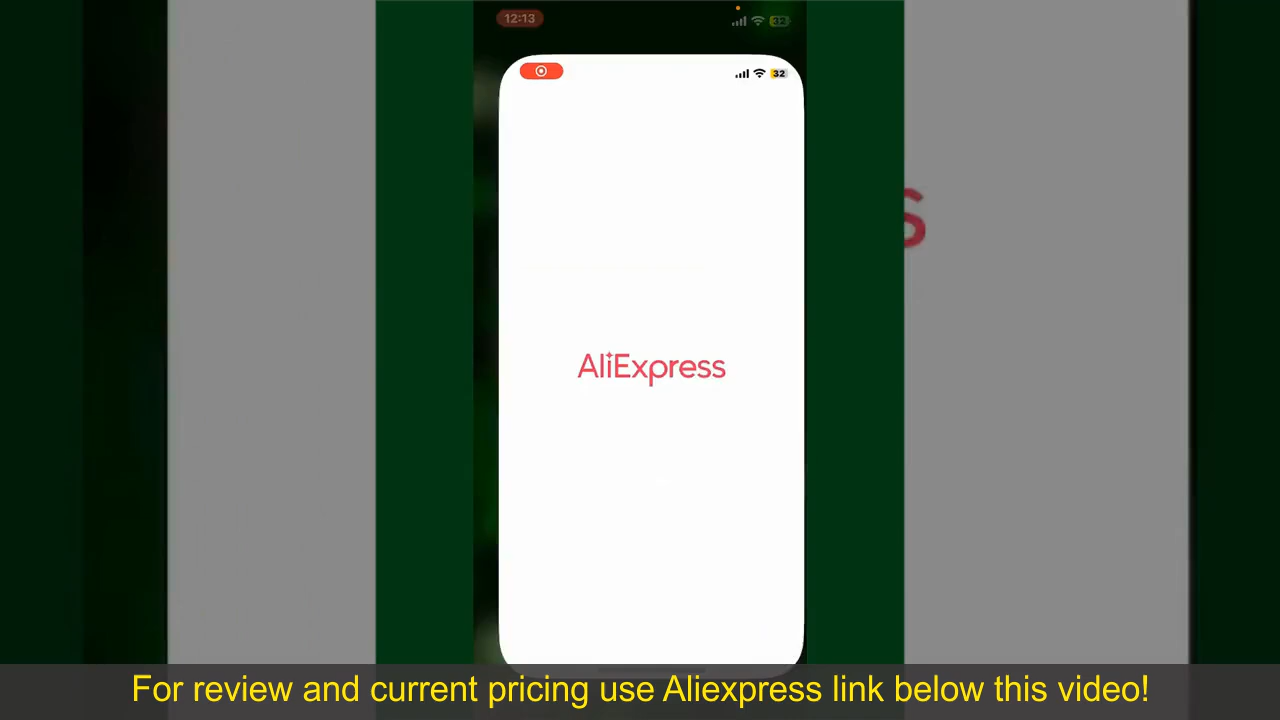 12:13
32
32
AliExpress
s
For review and current pricing use Aliexpress link below this video!